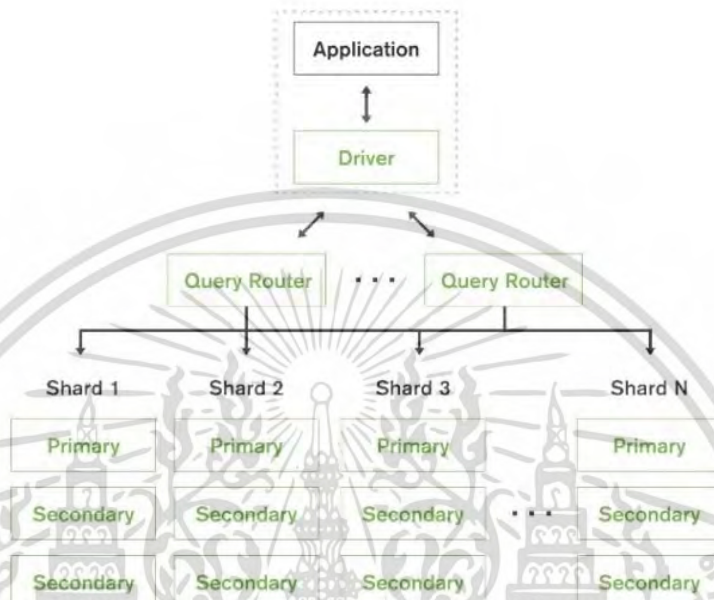 Application
Driver
Query Router . . . Query Router
Shard 1 Shard 2 Shard 3 Shard N
Primary Primary Primary Primary
Secondary Secondary Secondary . . . Secondary
Secondary Secondary Secondary Secondary